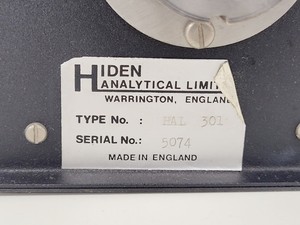 HIDEN
ANALYTICAL LIMIT
WARRINGTON, ENGLAND
TYPE No. : HAL 301
SERIAL No.: 5074
MADE IN ENGLAND